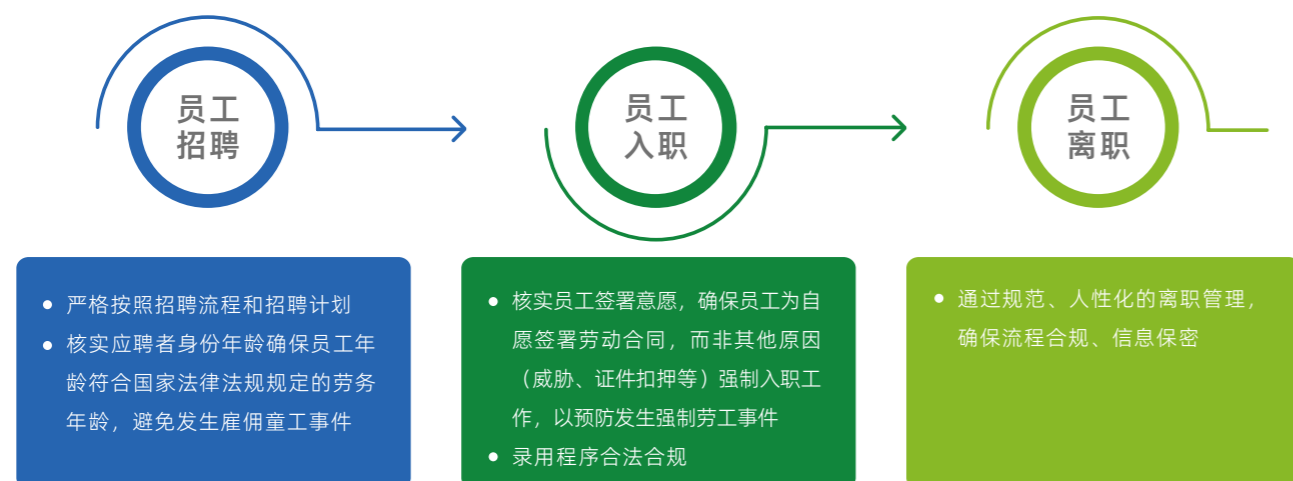 员工
招聘
员工
入职
员工
离职
● 严格按照招聘流程和招聘计划
● 核实应聘者身份年龄确保员工年
龄符合国家法律法规规定的劳务
年龄，避免发生雇佣童工事件
● 核实员工签署意愿，确保员工为自
愿签署劳动合同，而非其他原因
（威胁、证件扣押等）强制入职工
作，以预防发生强制劳工事件
● 录用程序合法合规
● 通过规范、人性化的离职管理，
确保流程合规、信息保密